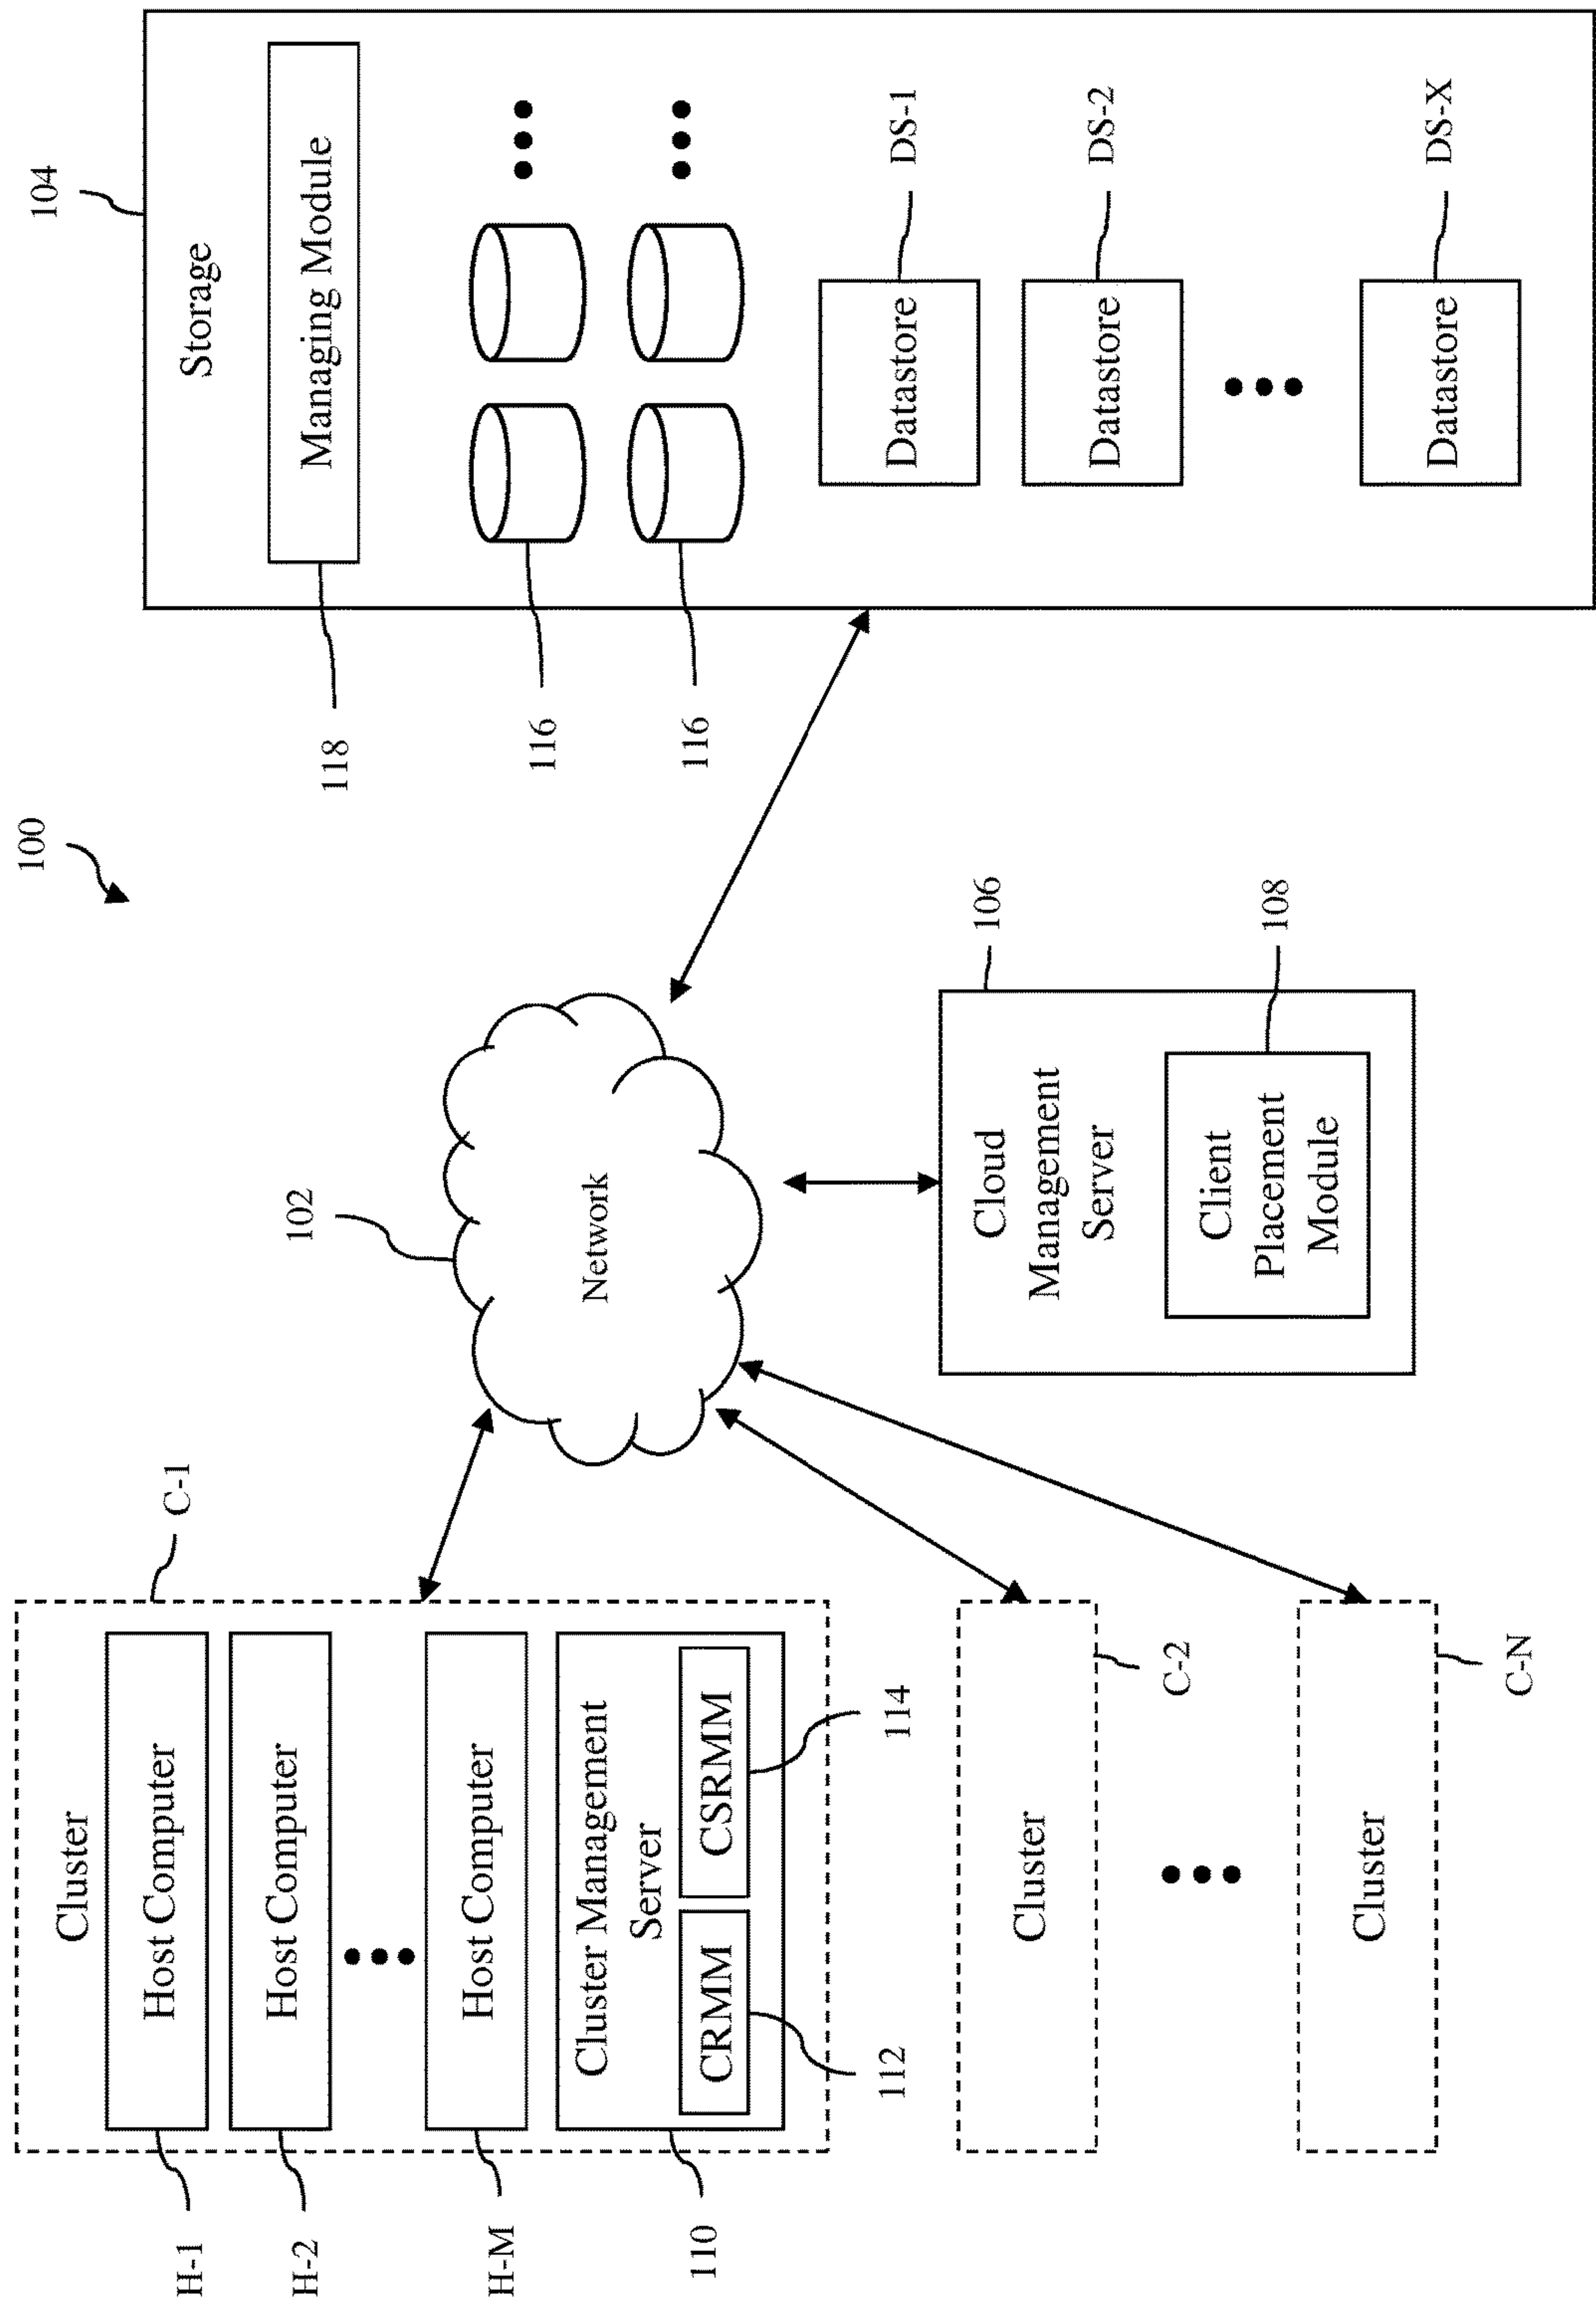 100
Cluster
C-1
Host Computer
H-1
Host Computer
H-2
Host Computer
H-M
Cluster Management
Server
110
CRMM
CSRMM
112
114
Cluster
C-2
Cluster
C-N
102
Network
Cloud
Management
Server
106
Client
Placement
Module
108
104
Storage
Managing Module
118
116
116
Datastore
DS-1
Datastore
DS-2
Datastore
DS-X